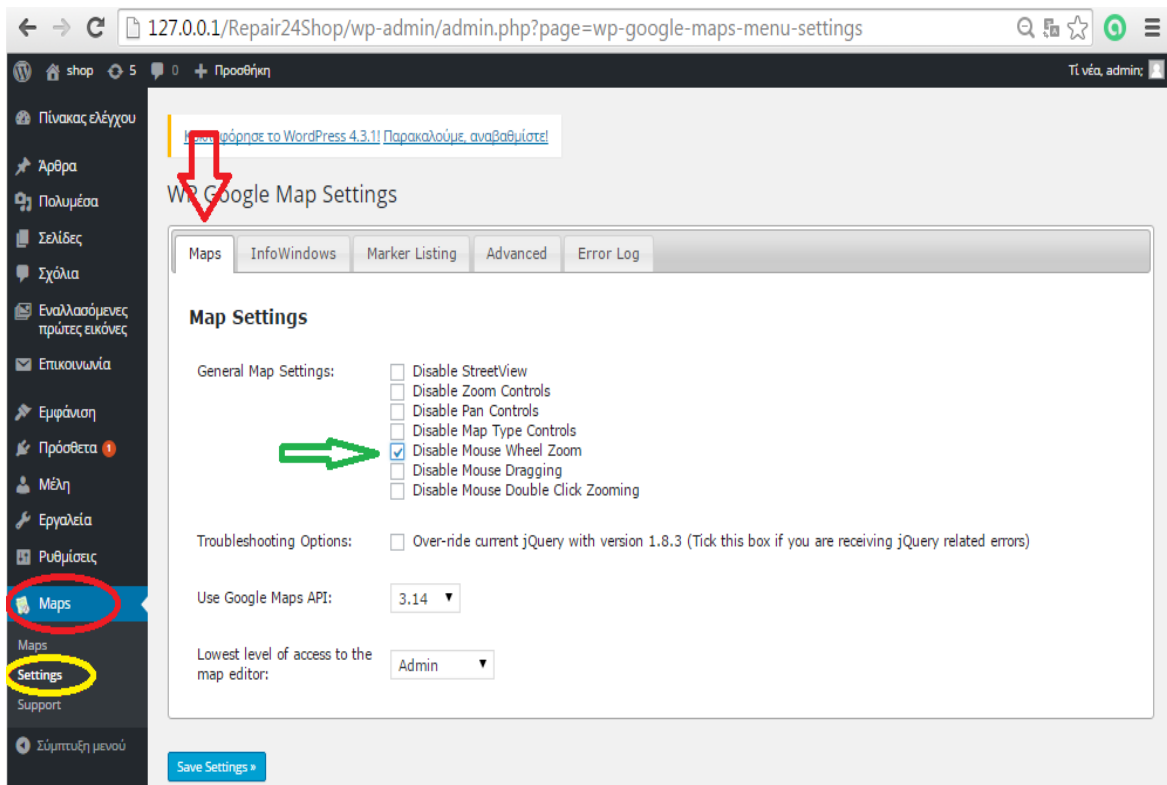 127.0.0.1/Repair24Shop/wp-admin/admin.php?page=wp-google-maps-menu-settings
shop 5 0 + Προσθήκη
Τί νέα, admin;
Πίνακας ελέγχου
Άρθρα
Πολυμέσα
Σελίδες
Σχόλια
Εναλλασόμενες
πρώτες εικόνες
Επικοινωνία
Εμφάνιση
Πρόσθετα 1
Μέλη
Εργαλεία
Ρυθμίσεις
Maps
Maps
Settings
Support
Σύμπτυξη μενού
το WordPress 4.3.1! Παρακαλούμε, αναβαθμίστε!
WP Google Map Settings
Maps InfoWindows Marker Listing Advanced Error Log
Map Settings
General Map Settings:
Disable StreetView
Disable Zoom Controls
Disable Pan Controls
Disable Map Type Controls
Disable Mouse Wheel Zoom
Disable Mouse Dragging
Disable Mouse Double Click Zooming
Troubleshooting Options: Over-ride current jQuery with version 1.8.3 (Tick this box if you are receiving jQuery related errors)
Use Google Maps API: 3.14
Lowest level of access to the
map editor:
Admin
Save Settings »